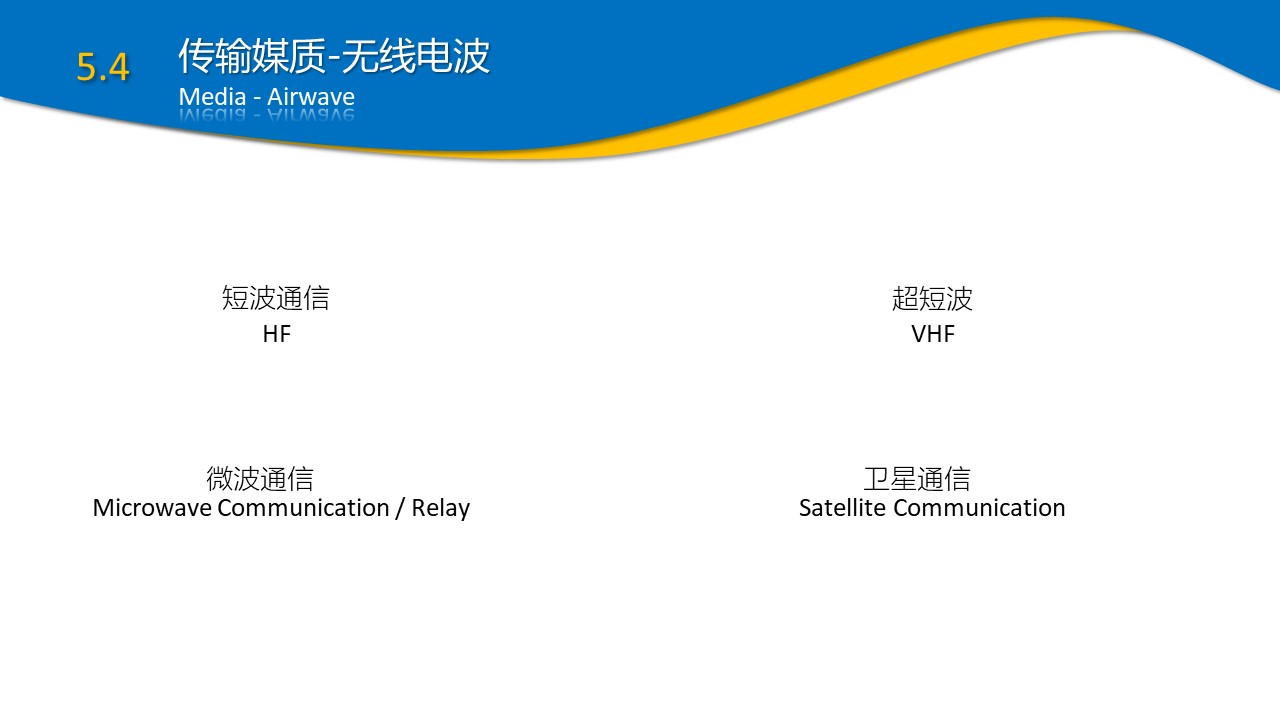 5.4
传输媒质-无线电波
Media - Airwave
短波通信
HF
超短波
VHF
微波通信
Microwave Communication / Relay
卫星通信
Satellite Communication